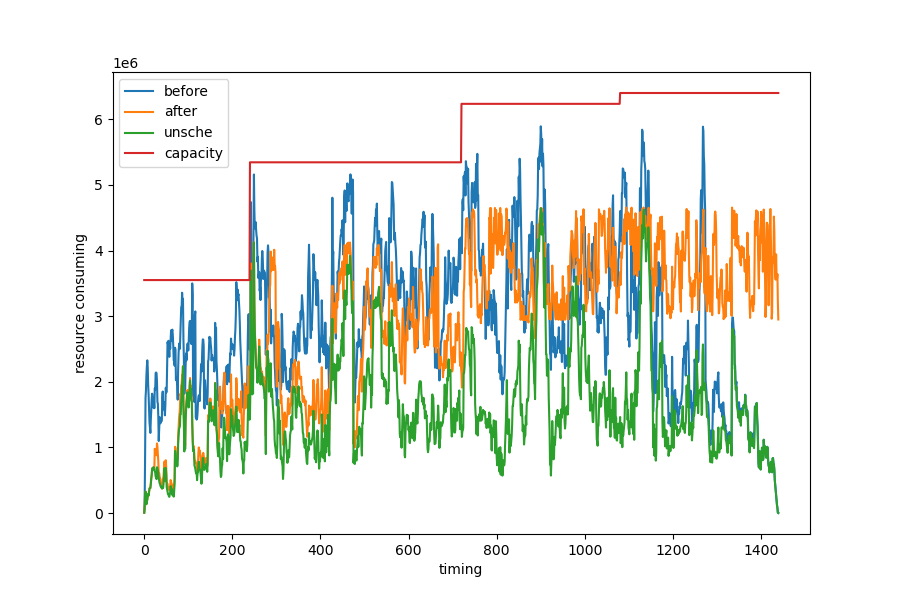 1e6
before
after
unsche
capacity
6
5
4
3
2
1
0
resource consuming
0 200 400 600 800 1000 1200 1400
timing